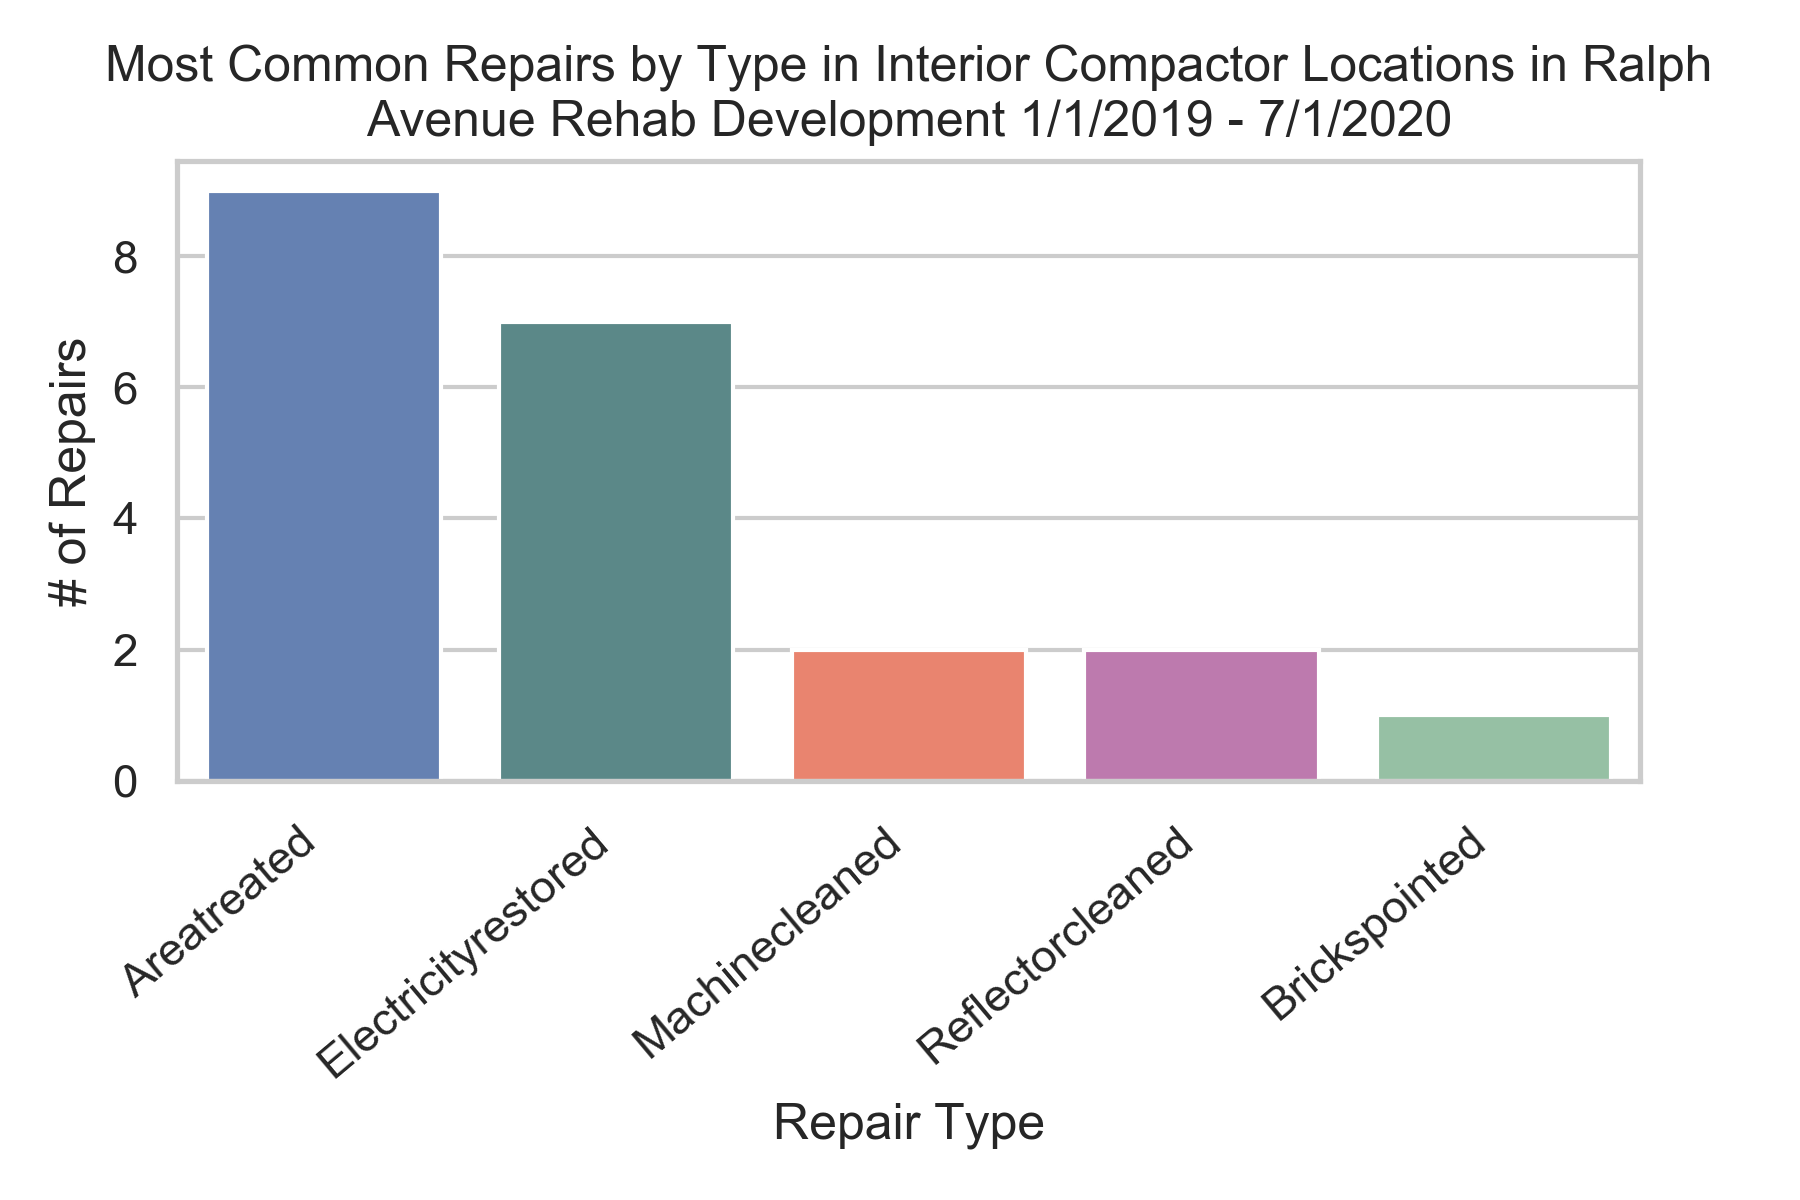 Most Common Repairs by Type in Interior Compactor Locations in Ralph
Avenue Rehab Development 1/1/2019 - 7/1/2020
# of Repairs
8
6
4
2
0
Areatreated
Electricityrestored
Machinecleaned
Reflectorcleaned
Brickspointed
Repair Type